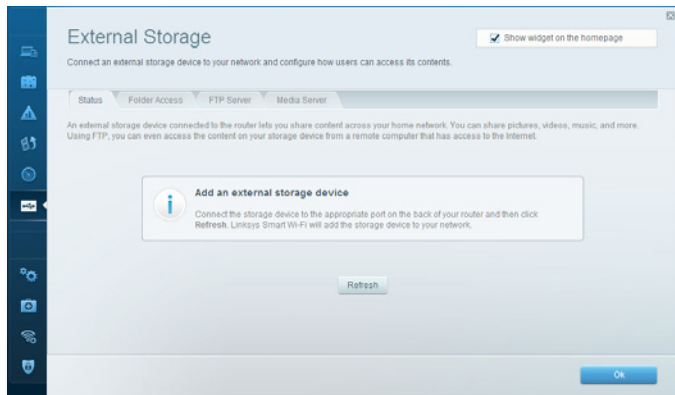 External Storage
Show widget on the homepage
Connect an external storage device to your network and configure how users can access its contents.
Status Folder Access FTP Server Media Server
An external storage device connected to the router lets you share content across your home network. You can share pictures, videos, music, and more.
Using FTP, you can even access the content on your storage device from a remote computer that has access to the Internet.
Add an external storage device
Connect the storage device to the appropriate port on the back of your router and then click
Refresh. Linksys Smart Wi-Fi will add the storage device to your network.
Refresh
Ok